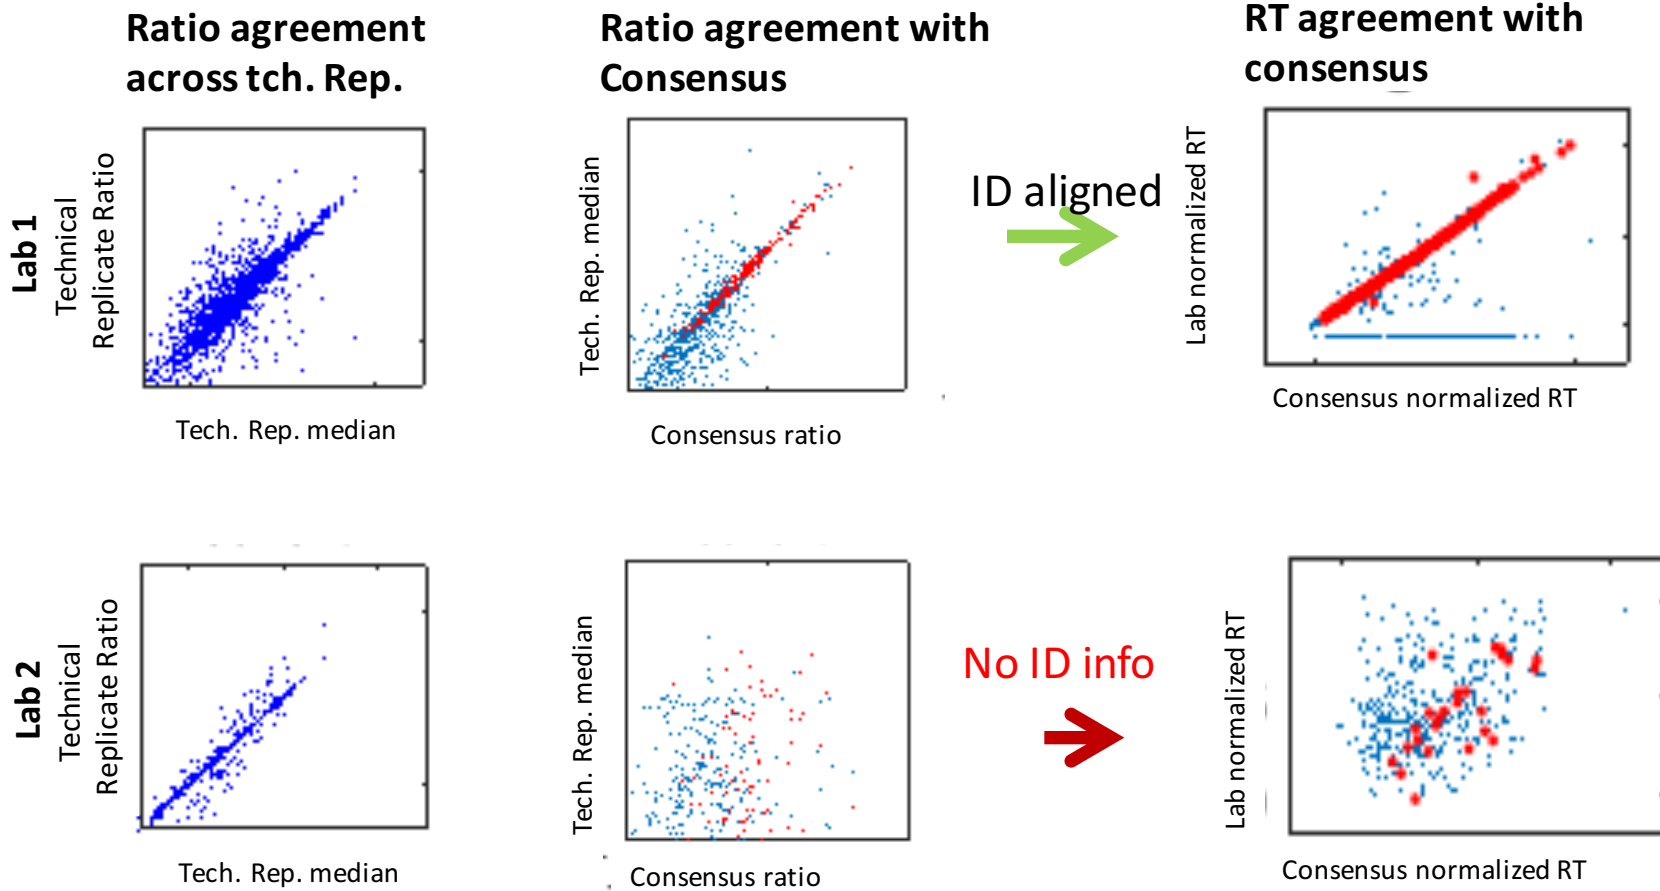 Ratio agreement
across tch. Rep.
Ratio agreement with
Consensus
RT agreement with
consensus
Lab 1
Technical
Replicate Ratio
Tech. Rep. median
Tech. Rep. median
Consensus ratio
ID aligned
Lab normalized RT
Consensus normalized RT
Lab 2
Technical
Replicate Ratio
Tech. Rep. median
Tech. Rep. median
Consensus ratio
No ID info
Lab normalized RT
Consensus normalized RT